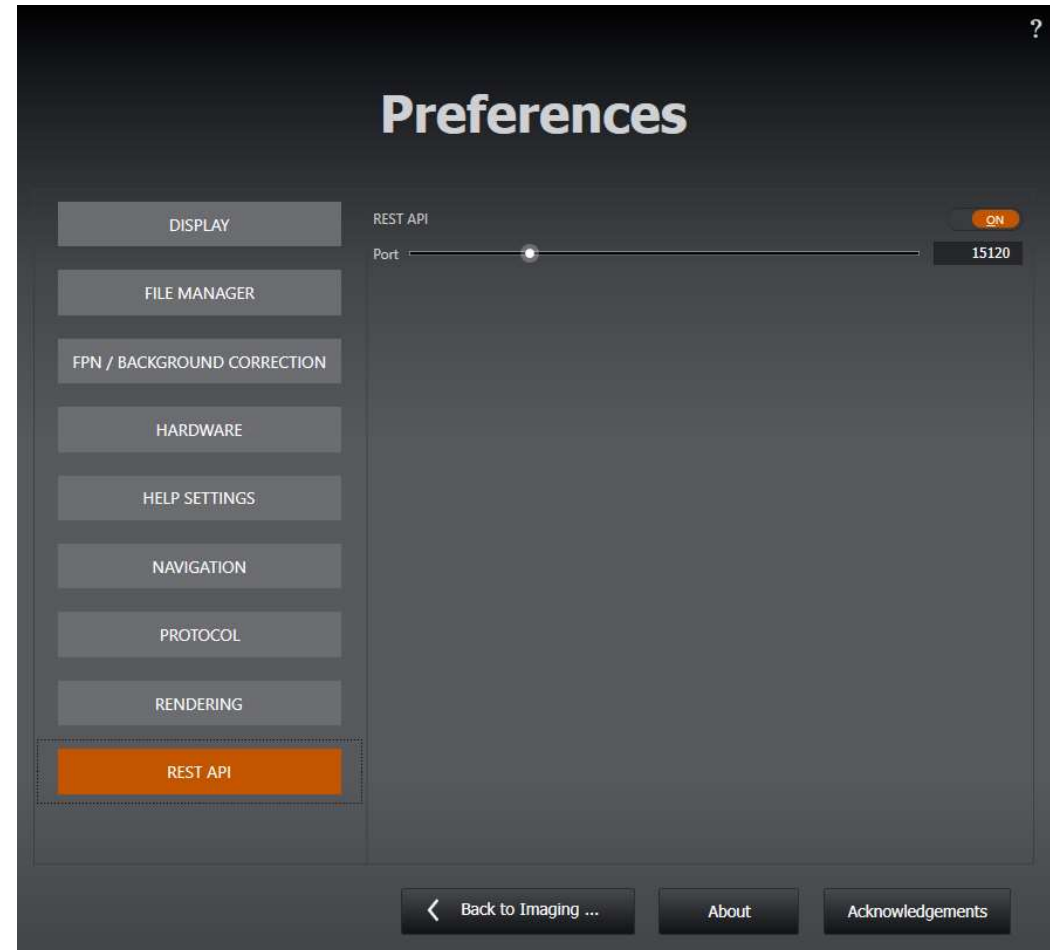 ?
Preferences
DISPLAY
FILE MANAGER
FPN / BACKGROUND CORRECTION
HARDWARE
HELP SETTINGS
NAVIGATION
PROTOCOL
RENDERING
REST API
REST API
ON
Port
15120
Back to Imaging ...
About
Acknowledgements